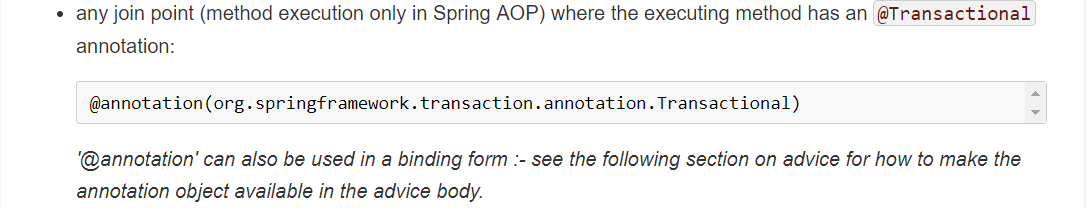 • any join point (method execution only in Spring AOP) where the executing method has an @Transactional
annotation:
@annotation(org.springframework.transaction.annotation.Transactional)
'@annotation' can also be used in a binding form :- see the following section on advice for how to make the
annotation object available in the advice body.